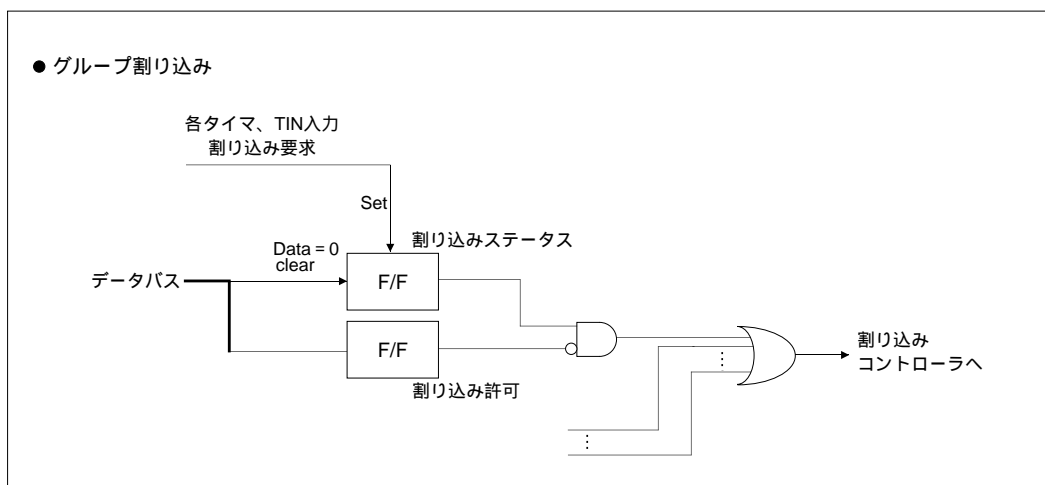 ● グループ割り込み
各タイマ、TIN入力
割り込み要求
Set
割り込みステータス
Data = 0
clear
データバス
F/F
F/F
割り込み許可
割り込み
コントローラへ